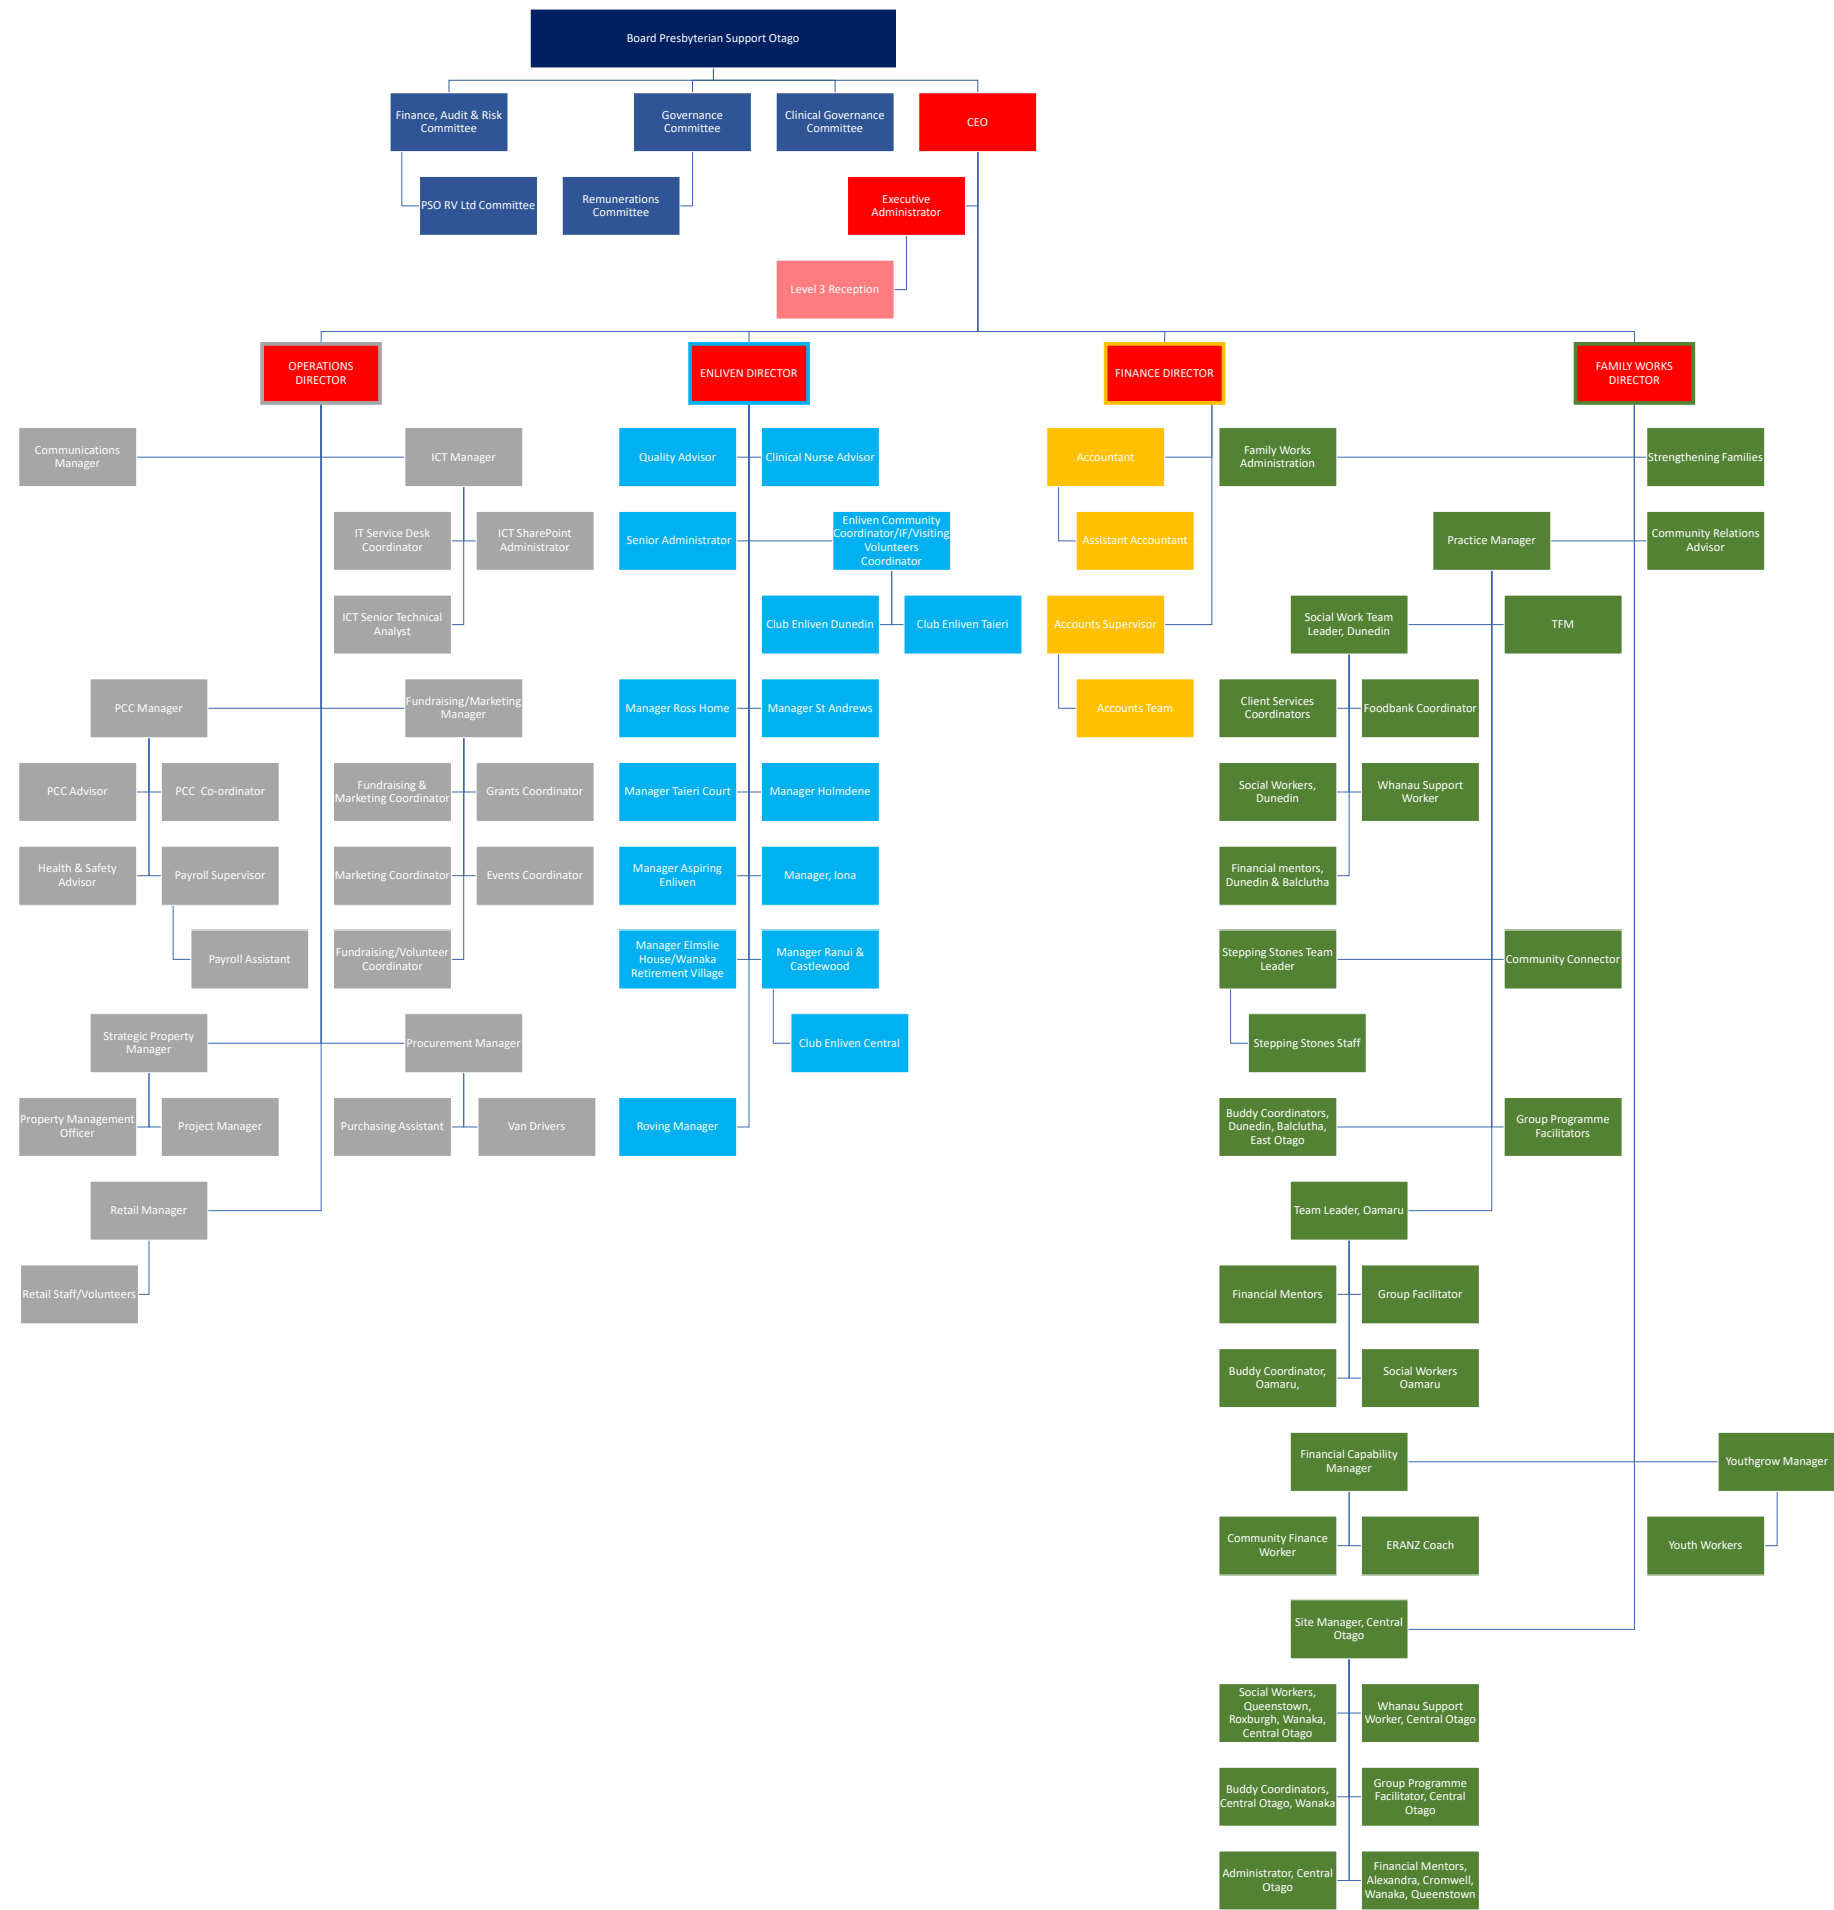 Board Presbyterian Support Otago
Finance, Audit & Risk
Committee
Governance
Committee
Clinical Governance
Committee
CEO
PSO RV Ltd Committee
Remunerations
Committee
Executive
Administrator
Level 3 Reception
OPERATIONS
DIRECTOR
ENLIVEN DIRECTOR
FINANCE DIRECTOR
FAMILY WORKS
DIRECTOR
Communications
Manager
ICT Manager
Quality Advisor
Clinical Nurse Advisor
Accountant
Family Works
Administration
Strengthening Families
IT Service Desk
Coordinator
ICT SharePoint
Administrator
Senior Administrator
Enliven Community
Coordinator/IF/Visiting
Volunteers
Coordinator
Assistant Accountant
Practice Manager
Community Relations
Advisor
ICT Senior Technical
Analyst
Club Enliven Dunedin
Club Enliven Taieri
Accounts Supervisor
Social Work Team
Leader, Dunedin
TFM
PCC Manager
Fundraising/Marketing
Manager
Manager Ross Home
Manager St Andrews
Accounts Team
Client Services
Coordinators
Foodbank Coordinator
PCC Advisor
PCC  Co-ordinator
Fundraising &
Marketing Coordinator
Grants Coordinator
Manager Taieri Court
Manager Holmdene
Social Workers,
Dunedin
Whanau Support
Worker
Health & Safety
Advisor
Payroll Supervisor
Marketing Coordinator
Events Coordinator
Manager Aspiring
Enliven
Manager, Iona
Financial mentors,
Dunedin & Balclutha
Payroll Assistant
Fundraising/Volunteer
Coordinator
Manager Elmslie
House/Wanaka
Retirement Village
Manager Ranui &
Castlewood
Stepping Stones Team
Leader
Community Connector
Strategic Property
Manager
Procurement Manager
Club Enliven Central
Stepping Stones Staff
Property Management
Officer
Project Manager
Purchasing Assistant
Van Drivers
Roving Manager
Buddy Coordinators,
Dunedin, Balclutha,
East Otago
Group Programme
Facilitators
Retail Manager
Team Leader, Oamaru
Retail Staff/Volunteers
Financial Mentors
Group Facilitator
Buddy Coordinator,
Oamaru,
Social Workers
Oamaru
Financial Capability
Manager
Youthgrow Manager
Community Finance
Worker
ERANZ Coach
Youth Workers
Site Manager, Central
Otago
Social Workers,
Queenstown,
Roxburgh, Wanaka,
Central Otago
Whanau Support
Worker, Central Otago
Buddy Coordinators,
Central Otago, Wanaka
Group Programme
Facilitator, Central
Otago
Administrator, Central
Otago
Financial Mentors,
Alexandra, Cromwell,
Wanaka, Queenstown